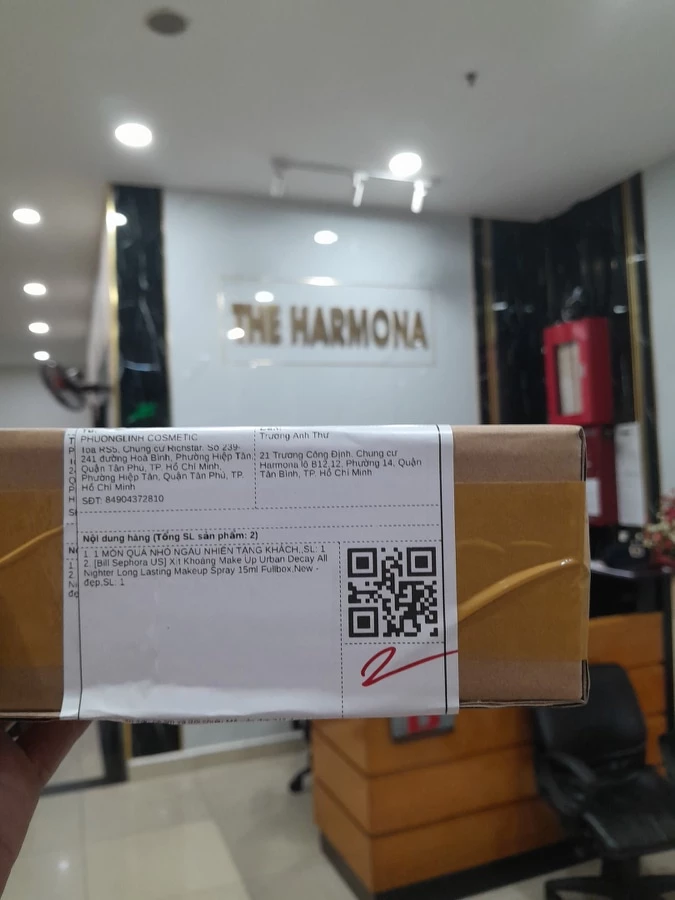 THE HARMONA
PHUONGLINH COSMETIC
Tòa RS5, Chung cư Richstar, Số 239-
241 đường Hoà Bình, Phường Hiệp Tân,
Quận Tân Phú, TP. Hồ Chí Minh,
Phường Hiệp Tân, Quận Tân Phú, TP.
Hồ Chí Minh
SĐT: 84904372810
Trương Anh Thư
21 Trương Công Định, Chung cư
Harmona lô B12.12, Phường 14, Quận
Tân Bình, TP. Hồ Chí Minh
Nội dung hàng (Tổng SL sản phẩm: 2)
1. 1 MÓN QUÀ NHỎ NGẪU NHIÊN TẶNG KHÁCH,,SL: 1
2. [Bill Sephora US] Xịt Khoáng Make Up Urban Decay All
Nighter Long Lasting Makeup Spray 15ml Fullbox,New -
đẹp,SL: 1
2
B